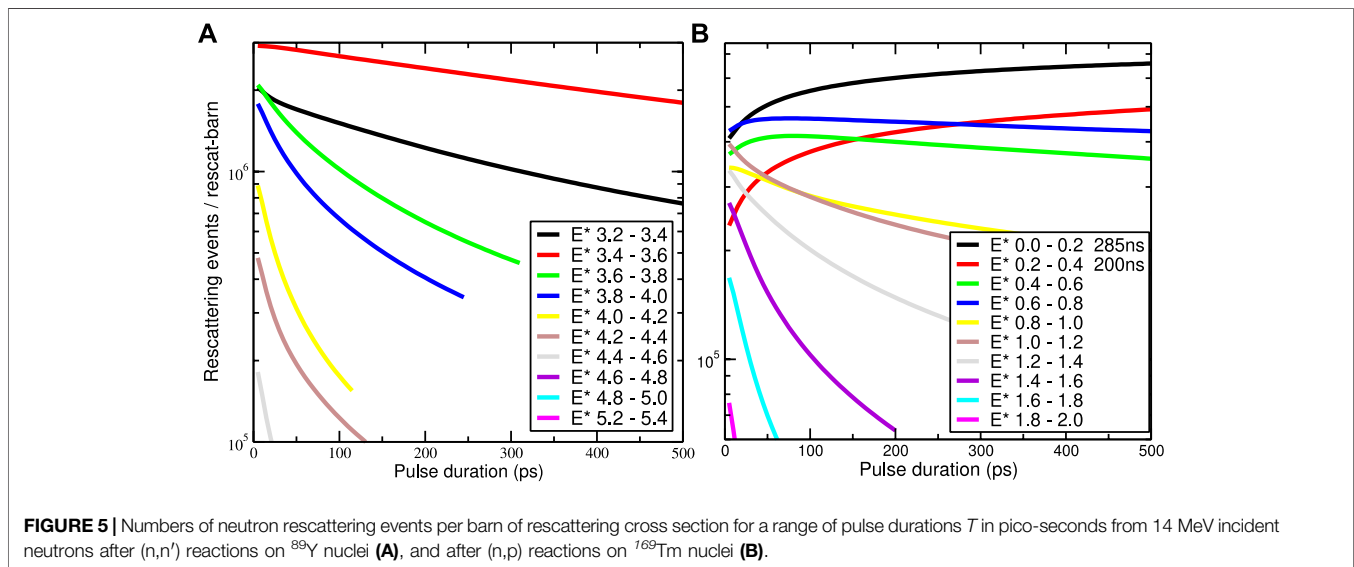 A
B
Rescattering events / rescat-barn
10^6
10^5
E* 3.2 - 3.4
E* 3.4 - 3.6
E* 3.6 - 3.8
E* 3.8 - 4.0
E* 4.0 - 4.2
E* 4.2 - 4.4
E* 4.4 - 4.6
E* 4.6 - 4.8
E* 4.8 - 5.0
E* 5.2 - 5.4
0 100 200 300 400 500
Pulse duration (ps)
10^5
E* 0.0 - 0.2 285ns
E* 0.2 - 0.4 200ns
E* 0.4 - 0.6
E* 0.6 - 0.8
E* 0.8 - 1.0
E* 1.0 - 1.2
E* 1.2 - 1.4
E* 1.4 - 1.6
E* 1.6 - 1.8
E* 1.8 - 2.0
0 100 200 300 400 500
Pulse duration (ps)
FIGURE 5 | Numbers of neutron rescattering events per barn of rescattering cross section for a range of pulse durations T in pico-seconds from 14 MeV incident
neutrons after (n,n′) reactions on ⁸⁹Y nuclei (A), and after (n,p) reactions on ¹⁶⁹Tm nuclei (B).